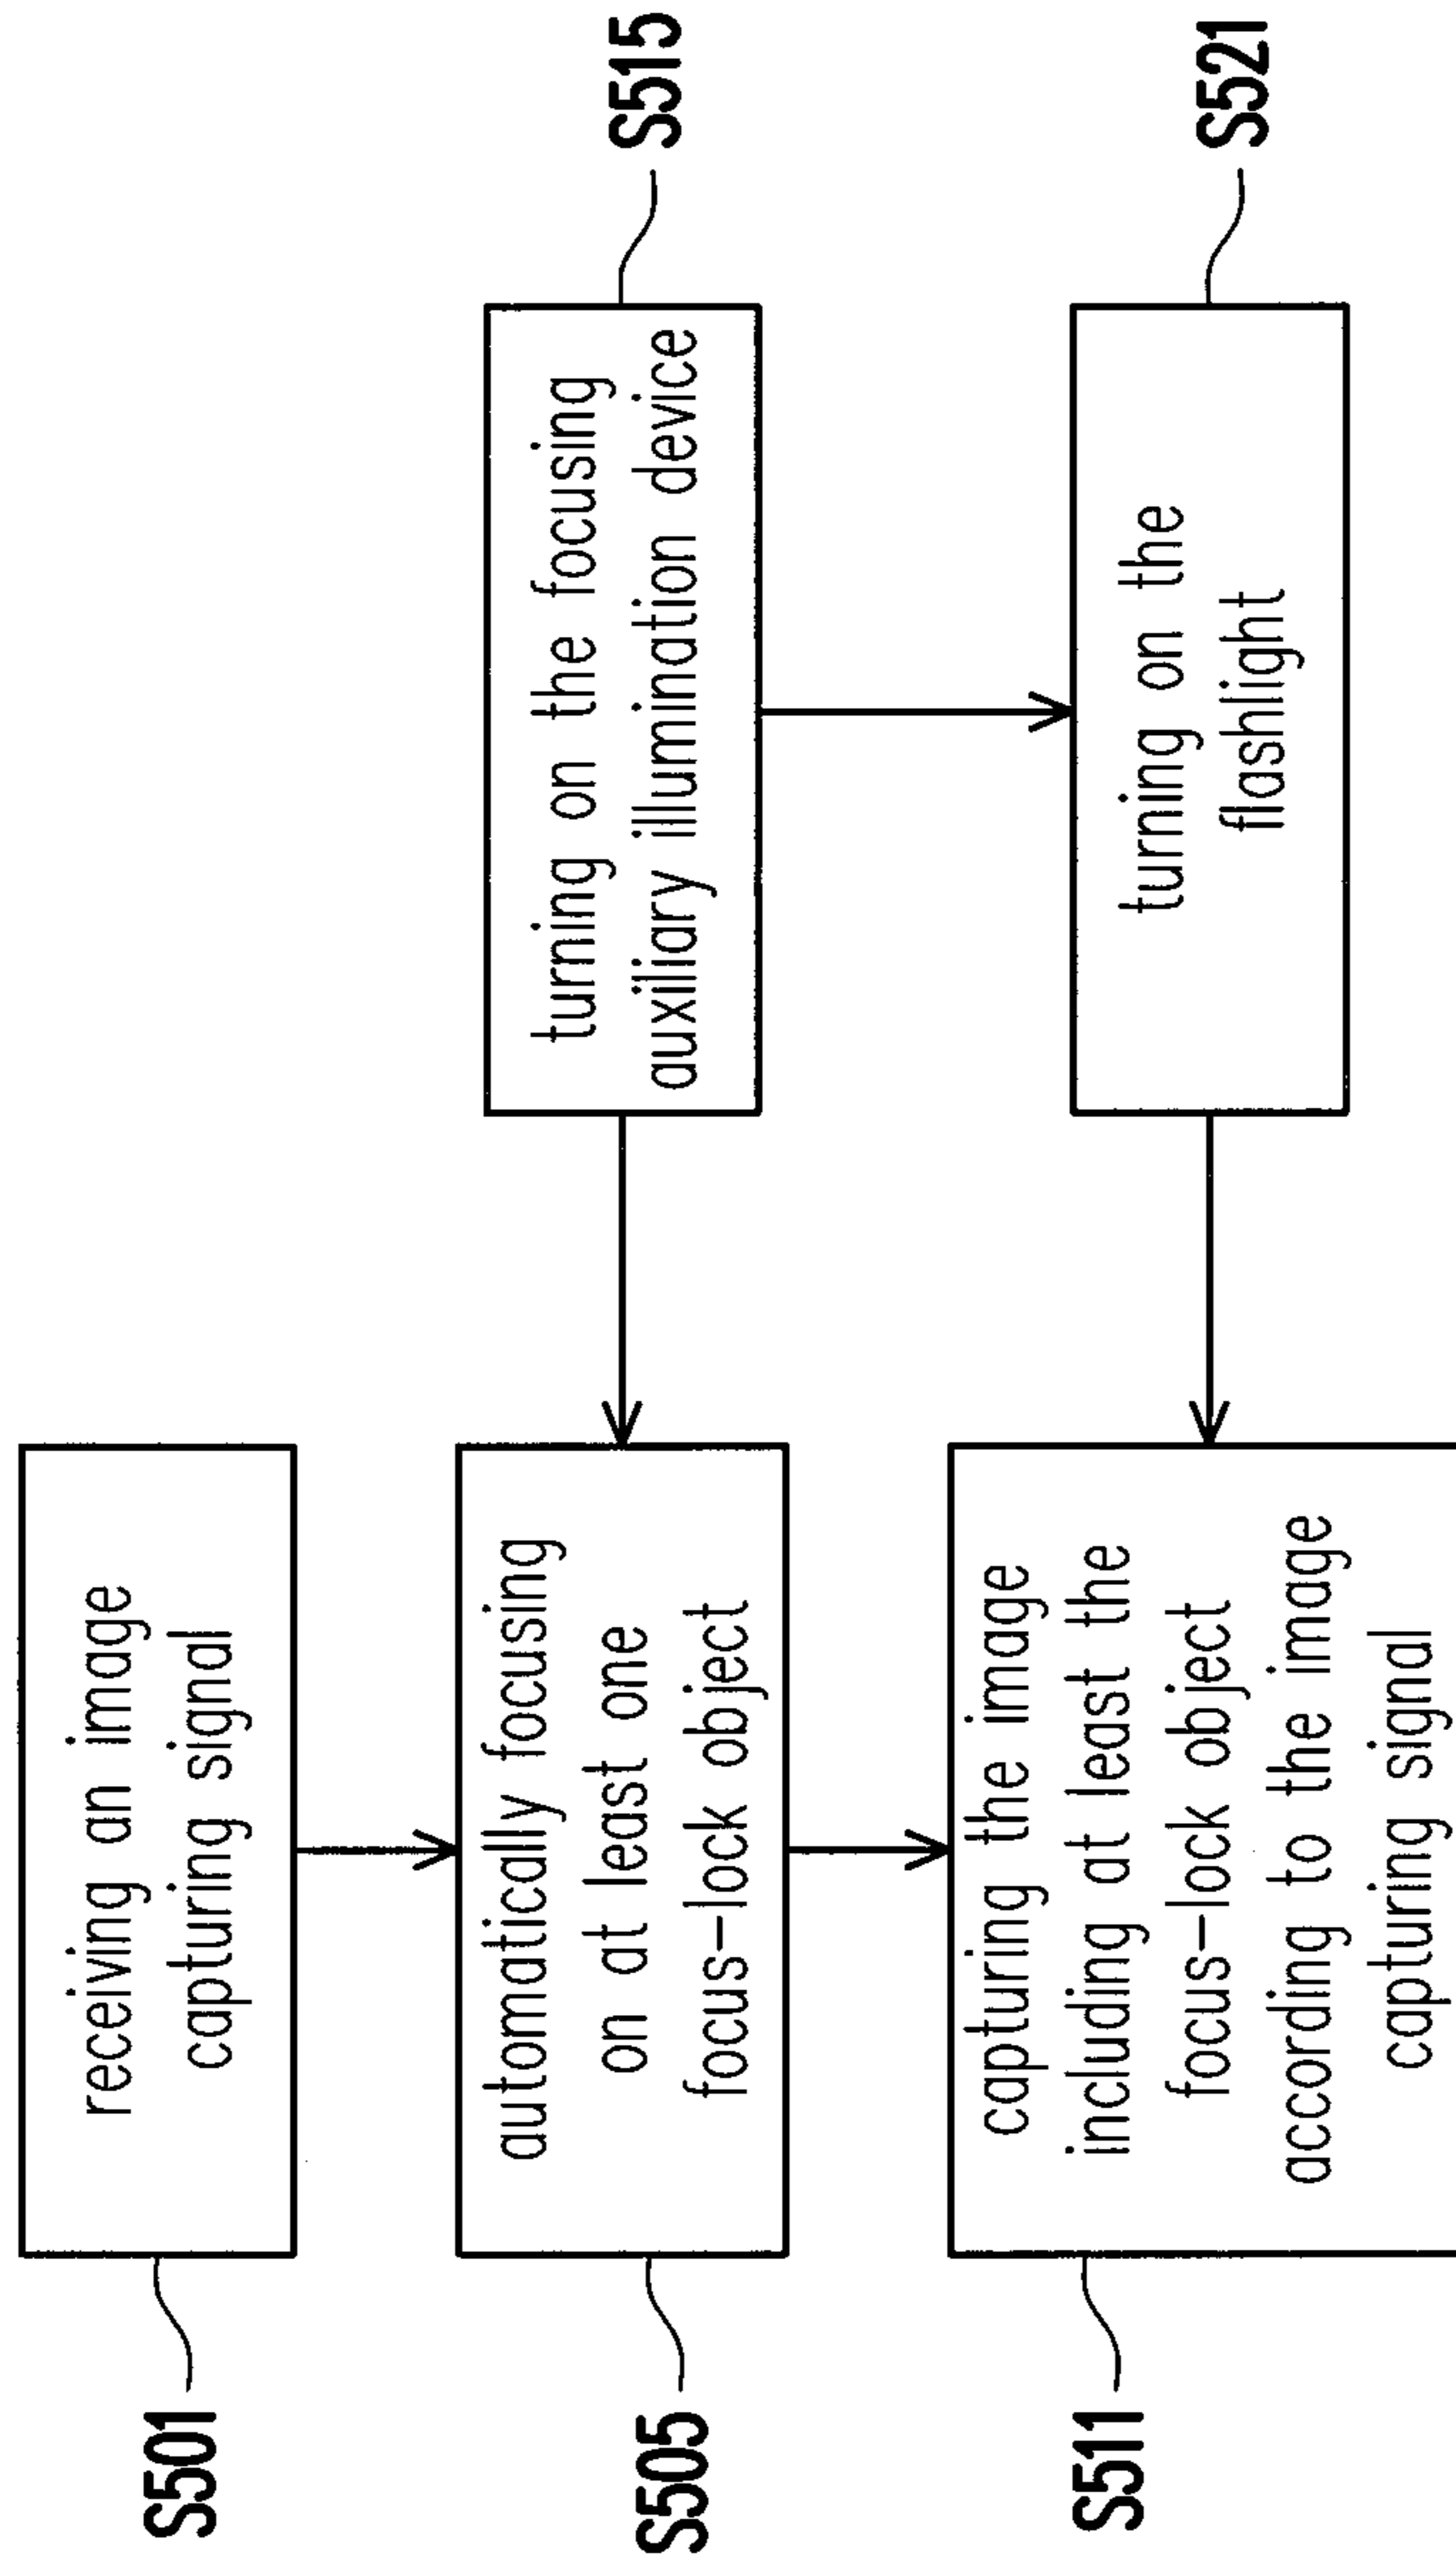 S501
receiving an image
capturing signal
S505
automatically focusing
on at least one
focus-lock object
S515
turning on the focusing
auxiliary illumination device
S511
capturing the image
including at least the
focus-lock object
according to the image
capturing signal
S521
turning on the
flashlight